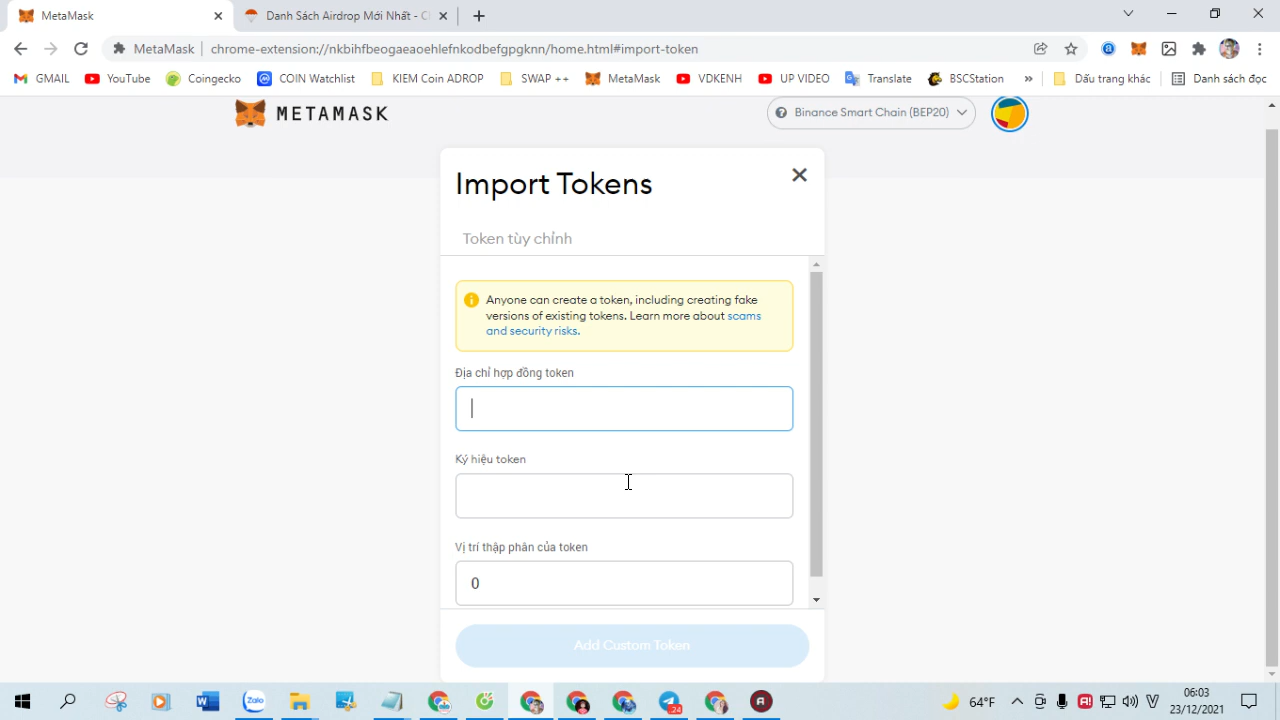 MetaMask
Danh Sách Airdrop Mới Nhất - C
MetaMask
chrome-extension://nkbihfbeogaeaoehlefnkodbefgpgknn/home.html#import-token
GMAIL
YouTube
Coingecko
COIN Watchlist
KIEM Coin ADROP
SWAP ++
MetaMask
VDKENH
UP VIDEO
Translate
BSCStation
»
Dấu trang khác
Danh sách đọc
METAMASK
Binance Smart Chain (BEP20)
Import Tokens
Token tùy chỉnh
Anyone can create a token, including creating fake
versions of existing tokens. Learn more about scams
and security risks.
Địa chỉ hợp đồng token
Ký hiệu token
Vị trí thập phân của token
0
Add Custom Token
Zalo
24
64°F
06:03
23/12/2021